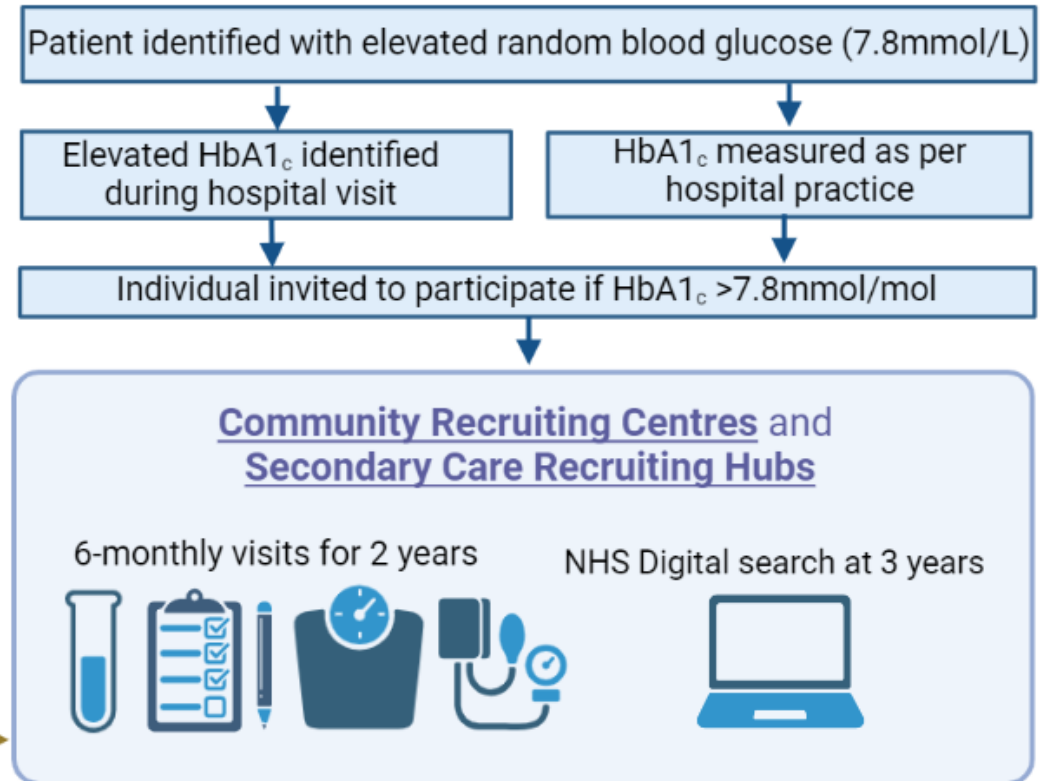 Patient identified with elevated random blood glucose (7.8mmol/L)
Elevated HbA1c identified
during hospital visit
HbA1c measured as per
hospital practice
Individual invited to participate if HbA1c >7.8mmol/mol
Community Recruiting Centres and
Secondary Care Recruiting Hubs
6-monthly visits for 2 years
NHS Digital search at 3 years